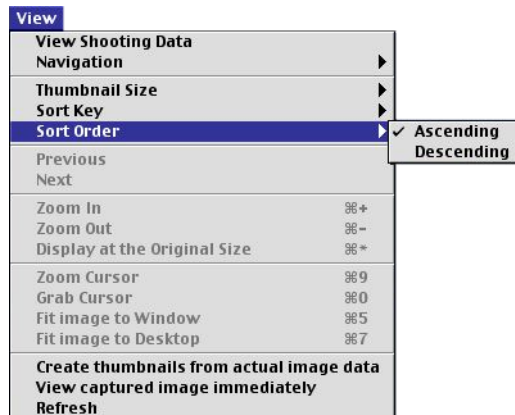 View
View Shooting Data
Navigation
Thumbnail Size
Sort Key
Sort Order
✓ Ascending
Descending
Previous
Next
Zoom In ⌘+
Zoom Out ⌘-
Display at the Original Size ⌘*
Zoom Cursor ⌘9
Grab Cursor ⌘0
Fit image to Window ⌘5
Fit image to Desktop ⌘7
Create thumbnails from actual image data
View captured image immediately
Refresh